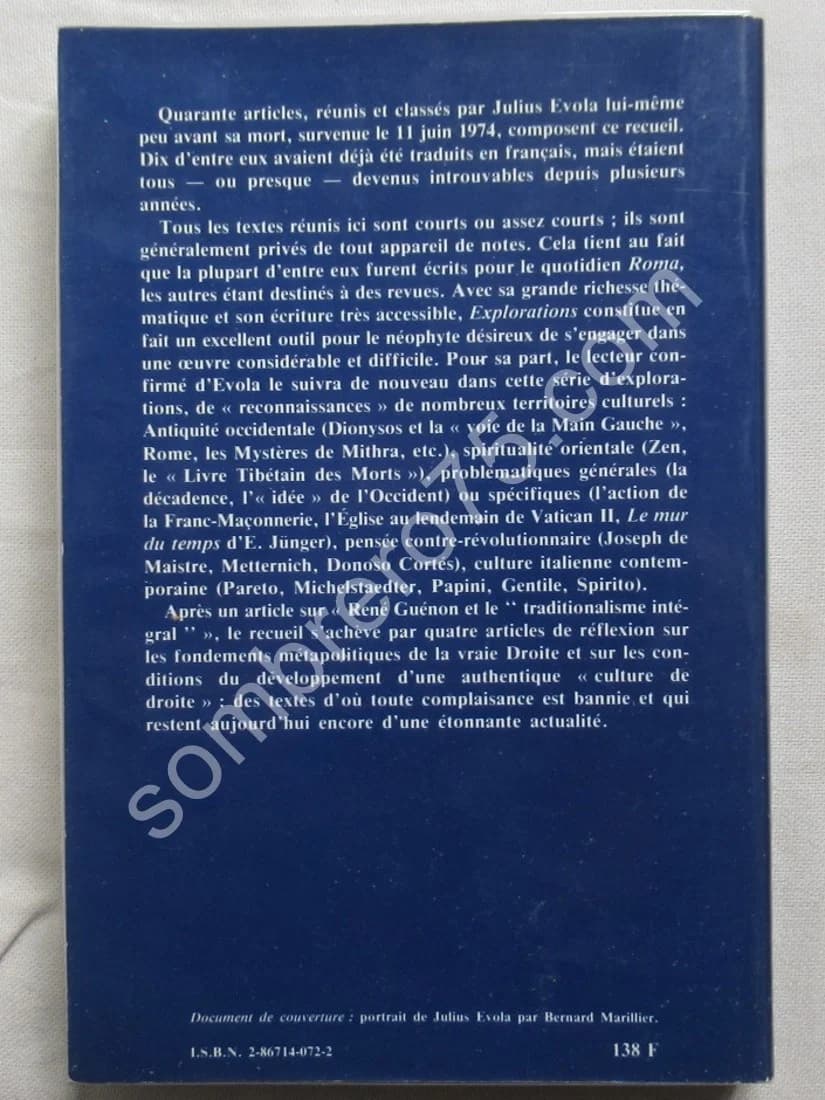 Quarante articles, réunis et classés par Julius Evola lui-même
peu avant sa mort, survenue le 11 juin 1974, composent ce recueil.
Dix d'entre eux avaient déjà été traduits en français, mais étaient
tous — ou presque — devenus introuvables depuis plusieurs
années.
Tous les textes réunis ici sont courts ou assez courts ; ils sont
généralement privés de tout appareil de notes. Cela tient au fait
que la plupart d'entre eux furent écrits pour le quotidien Roma,
les autres étant destinés à des revues. Avec sa grande richesse thé-
matique et son écriture très accessible, Explorations constitue en
fait un excellent outil pour le néophyte désireux de s'engager dans
une œuvre considérable et difficile. Pour sa part, le lecteur con-
firmé d'Evola le suivra de nouveau dans cette série d'explora-
tions, de « reconnaissances » de nombreux territoires culturels :
Antiquité occidentale (Dionysos et la « voie de la Main Gauche »,
Rome, les Mystères de Mithra, etc.), spiritualité orientale (Zen,
le « Livre Tibétain des Morts »), problématiques générales (la
décadence, l'« idée » de l'Occident) ou spécifiques (l'action de
la Franc-Maçonnerie, l'Église au lendemain de Vatican II, Le mur
du temps d'E. Jünger), pensée contre-révolutionnaire (Joseph de
Maistre, Metternich, Donoso Cortés), culture italienne contem-
poraine (Pareto, Michelstaedter, Papini, Gentile, Spirito).
Après un article sur « René Guénon et le " traditionalisme inté-
gral " », le recueil s'achève par quatre articles de réflexion sur
les fondements métapolitiques de la vraie Droite et sur les con-
ditions du développement d'une authentique « culture de
droite » : des textes d'où toute complaisance est bannie et qui
restent aujourd'hui encore d'une étonnante actualité.
Document de couverture : portrait de Julius Evola par Bernard Marillier.
I.S.B.N. 2-86714-072-2
138 F
sombrero75.com